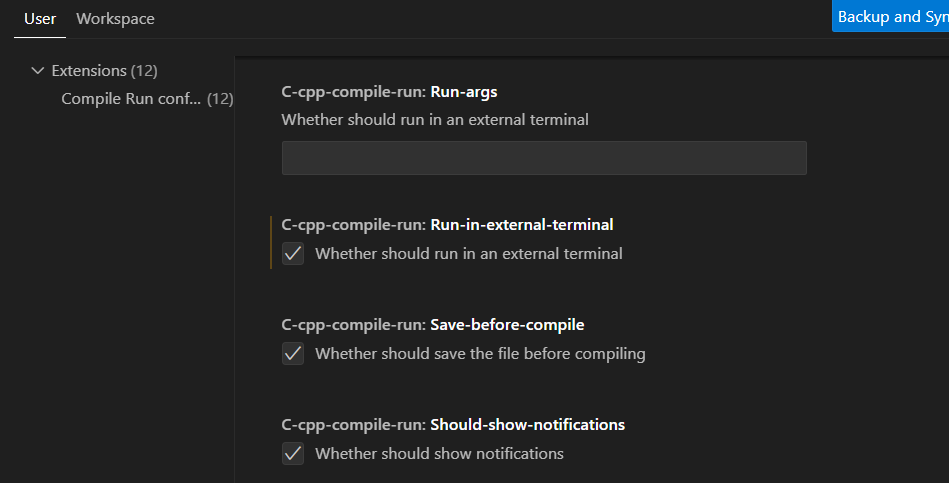 User Workspace
Backup and Syn
Extensions (12)
Compile Run conf... (12)
C-cpp-compile-run: Run-args
Whether should run in an external terminal
C-cpp-compile-run: Run-in-external-terminal
Whether should run in an external terminal
C-cpp-compile-run: Save-before-compile
Whether should save the file before compiling
C-cpp-compile-run: Should-show-notifications
Whether should show notifications